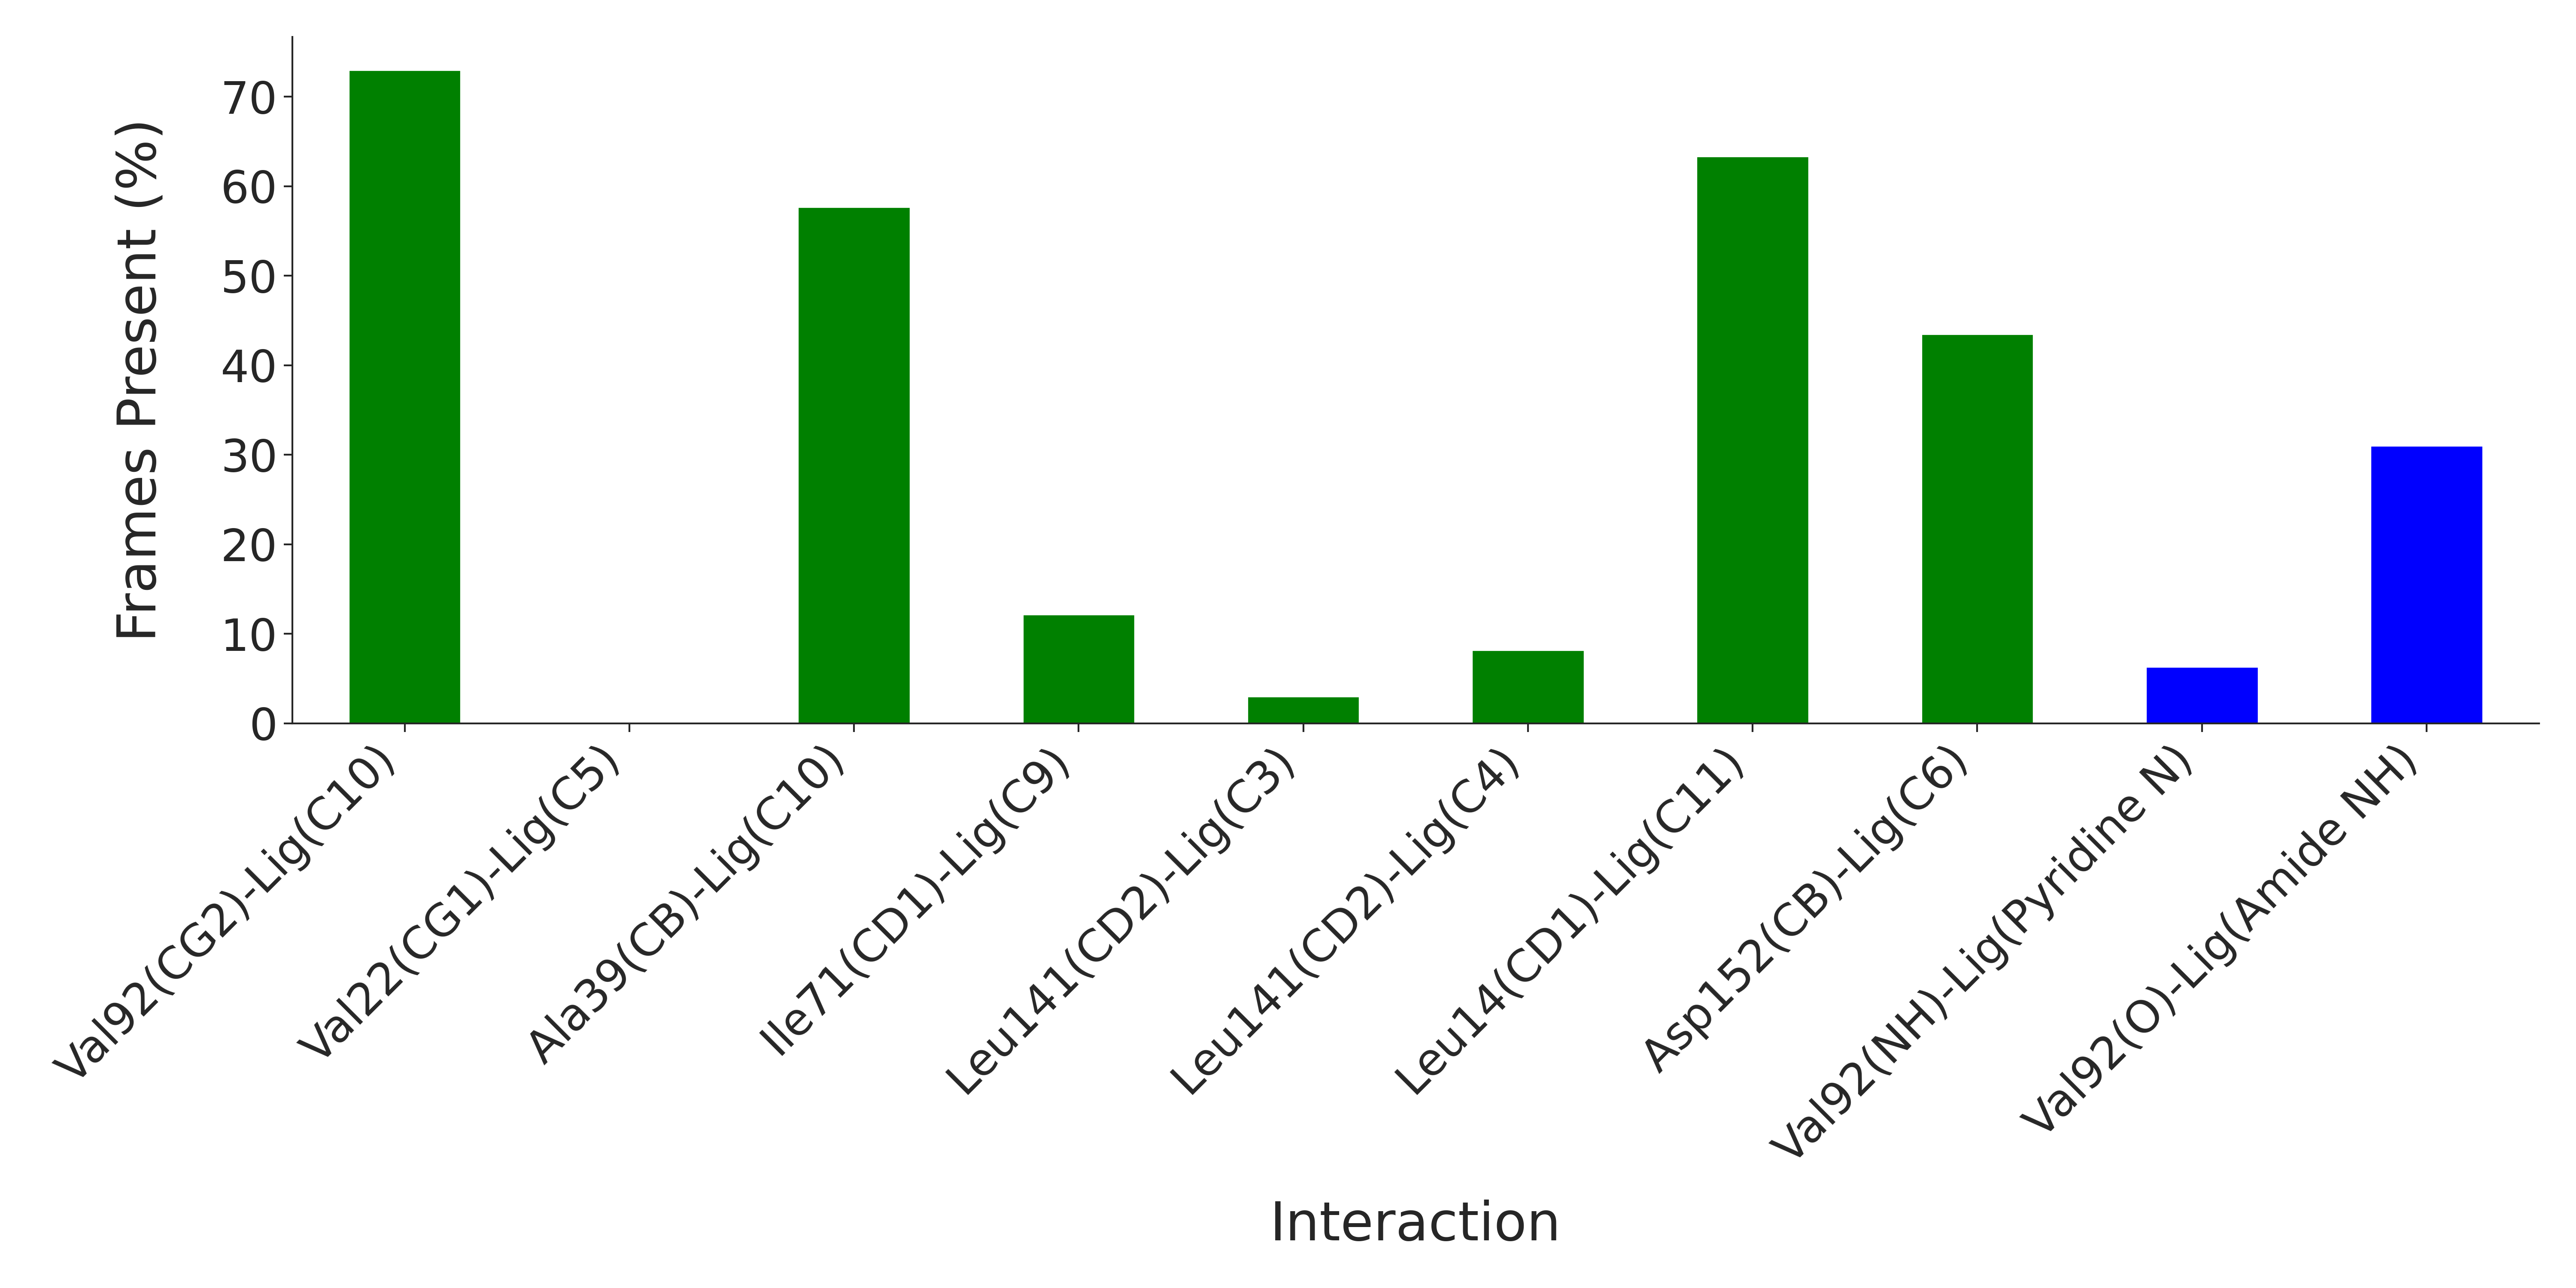 Frames Present (%)
70
60
50
40
30
20
10
0
Val92(CG2)-Lig(C10)
Val22(CG1)-Lig(C5)
Ala39(CB)-Lig(C10)
Ile71(CD1)-Lig(C9)
Leu141(CD2)-Lig(C3)
Leu141(CD2)-Lig(C4)
Leu14(CD1)-Lig(C11)
Asp152(CB)-Lig(C6)
Val92(NH)-Lig(Pyridine N)
Val92(O)-Lig(Amide NH)
Interaction